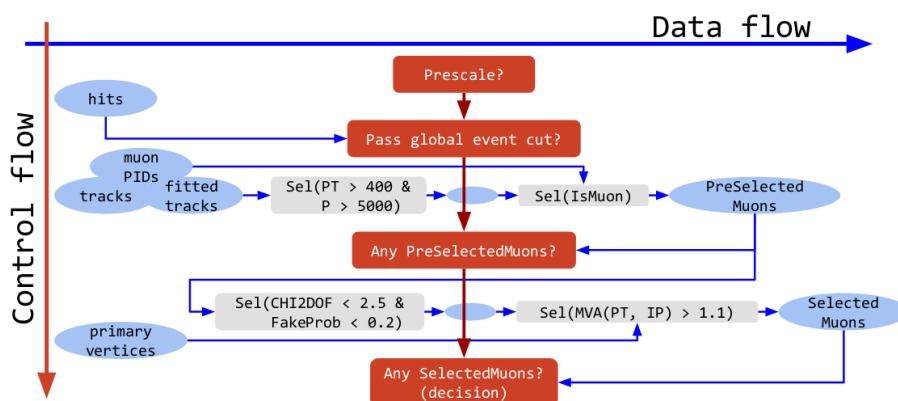 Data flow
Control flow
Prescale?
hits
Pass global event cut?
muon
PIDs
tracks
fitted
tracks
Sel(PT > 400 &
P > 5000)
Sel(IsMuon)
PreSelected
Muons
Any PreSelectedMuons?
Sel(CHI2DOF < 2.5 &
FakeProb < 0.2)
Sel(MVA(PT, IP) > 1.1)
Selected
Muons
primary
vertices
Any SelectedMuons?
(decision)